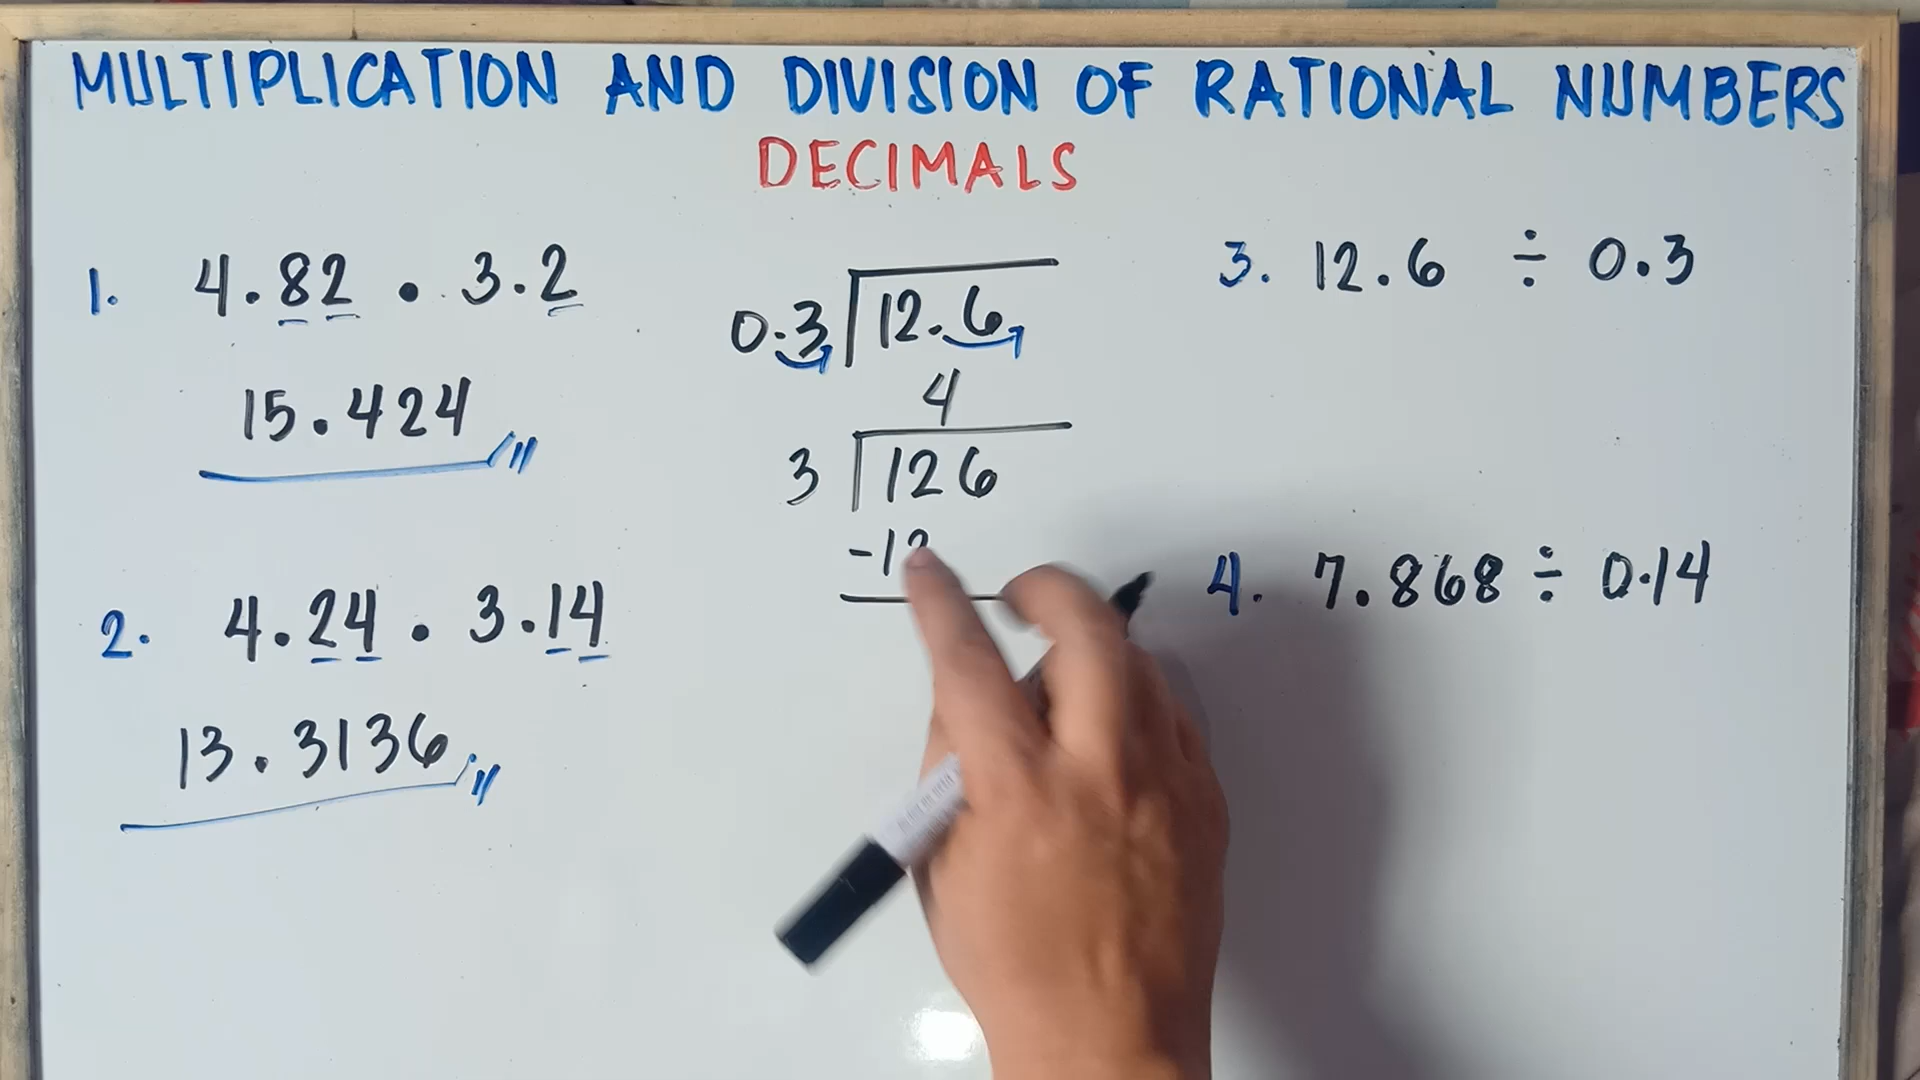 MULTIPLICATION AND DIVISION OF RATIONAL NUMBERS
DECIMALS
1. 4.82 • 3.2
15.424
2. 4.24 • 3.14
13.3136
0.3 12.6
4
3 126
-12
3. 12.6 ÷ 0.3
4. 7.868 ÷ 0.14